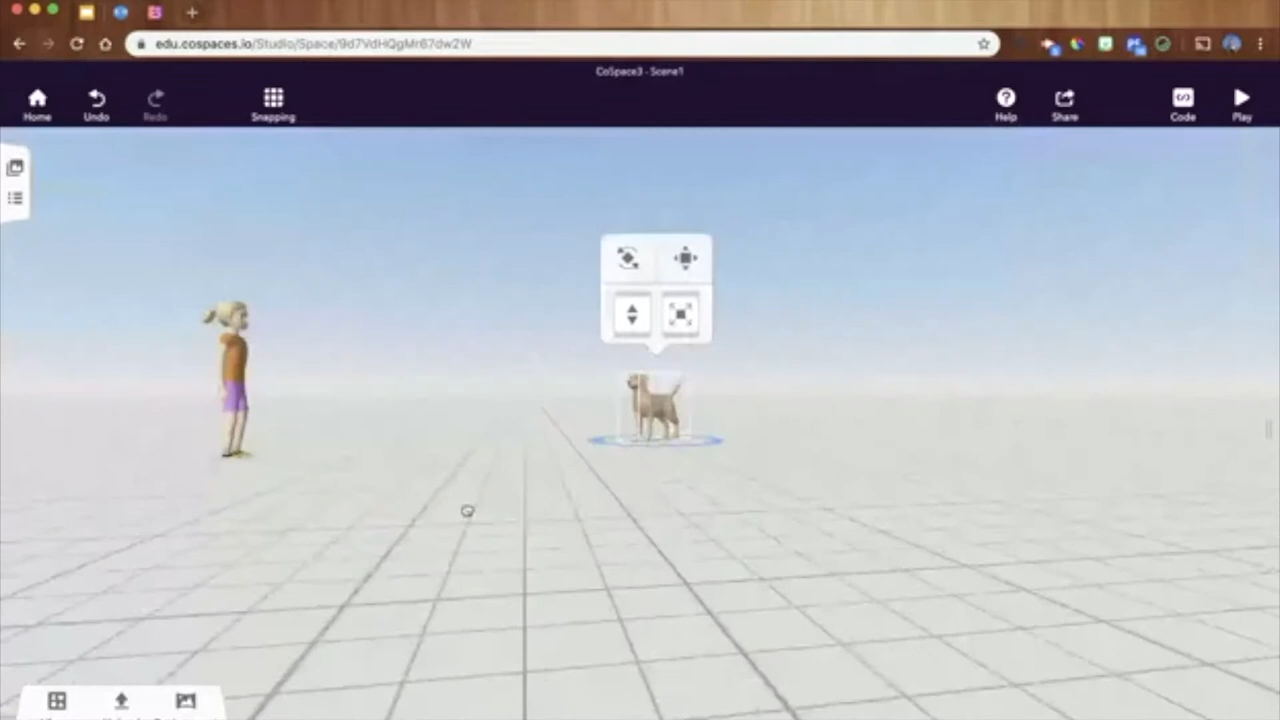 edu.cospaces.io/Studio/Space/9d7VdHQgMr67dw2W
CoSpace3 - Scene1
Home
Undo
Redo
Snapping
Help
Share
Code
Play